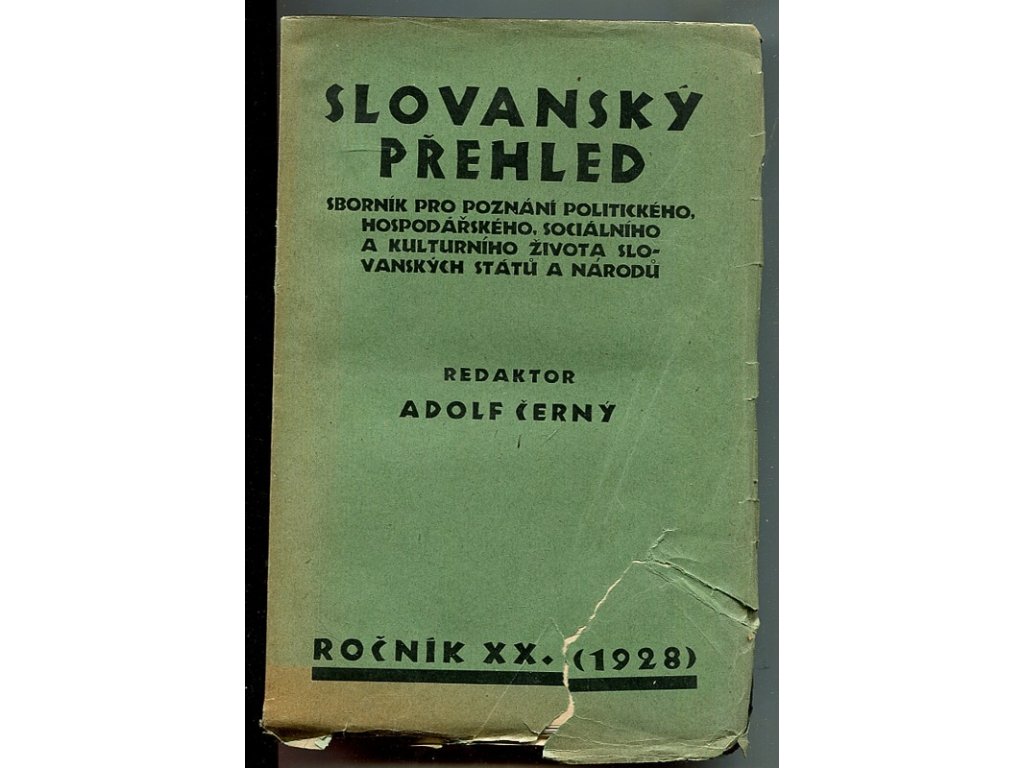 SLOVANSKÝ
PŘEHLED
SBORNÍK PRO POZNÁNÍ POLITICKÉHO,
HOSPODÁŘSKÉHO, SOCIÁLNÍHO
A KULTURNÍHO ŽIVOTA SLO-
VANSKÝCH STÁTŮ A NÁRODŮ
REDAKTOR
ADOLF ČERNÝ
ROČNÍK XX. (1928)